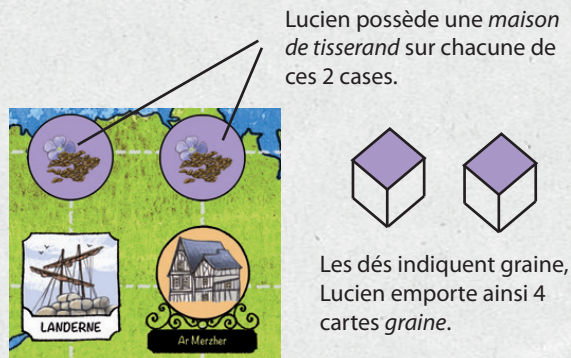 Lucien possède une maison
de tisserand sur chacune de
ces 2 cases.
LANDERNE
Ar Merzher
Les dés indiquent graine,
Lucien emporte ainsi 4
cartes graine.